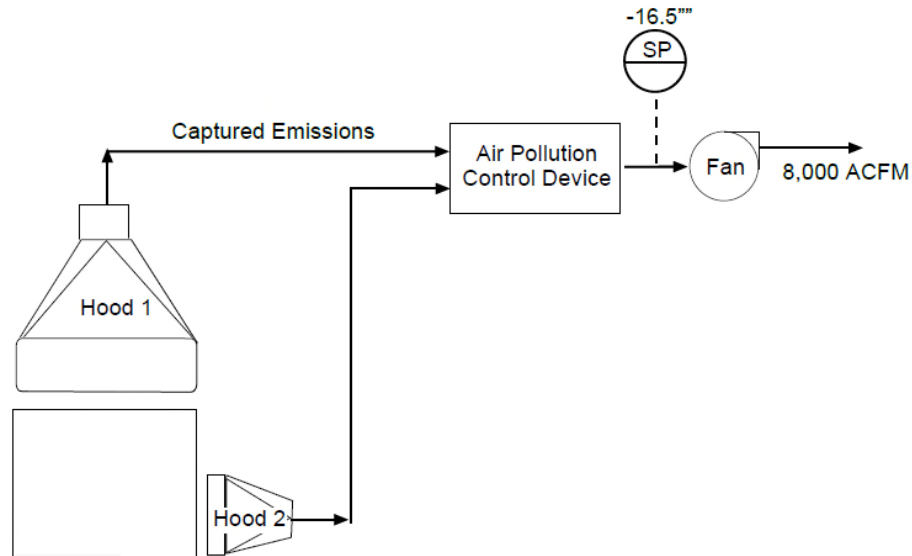 -16.5””
SP
Captured Emissions
Air Pollution
Control Device
Fan
8,000 ACFM
Hood 1
Hood 2